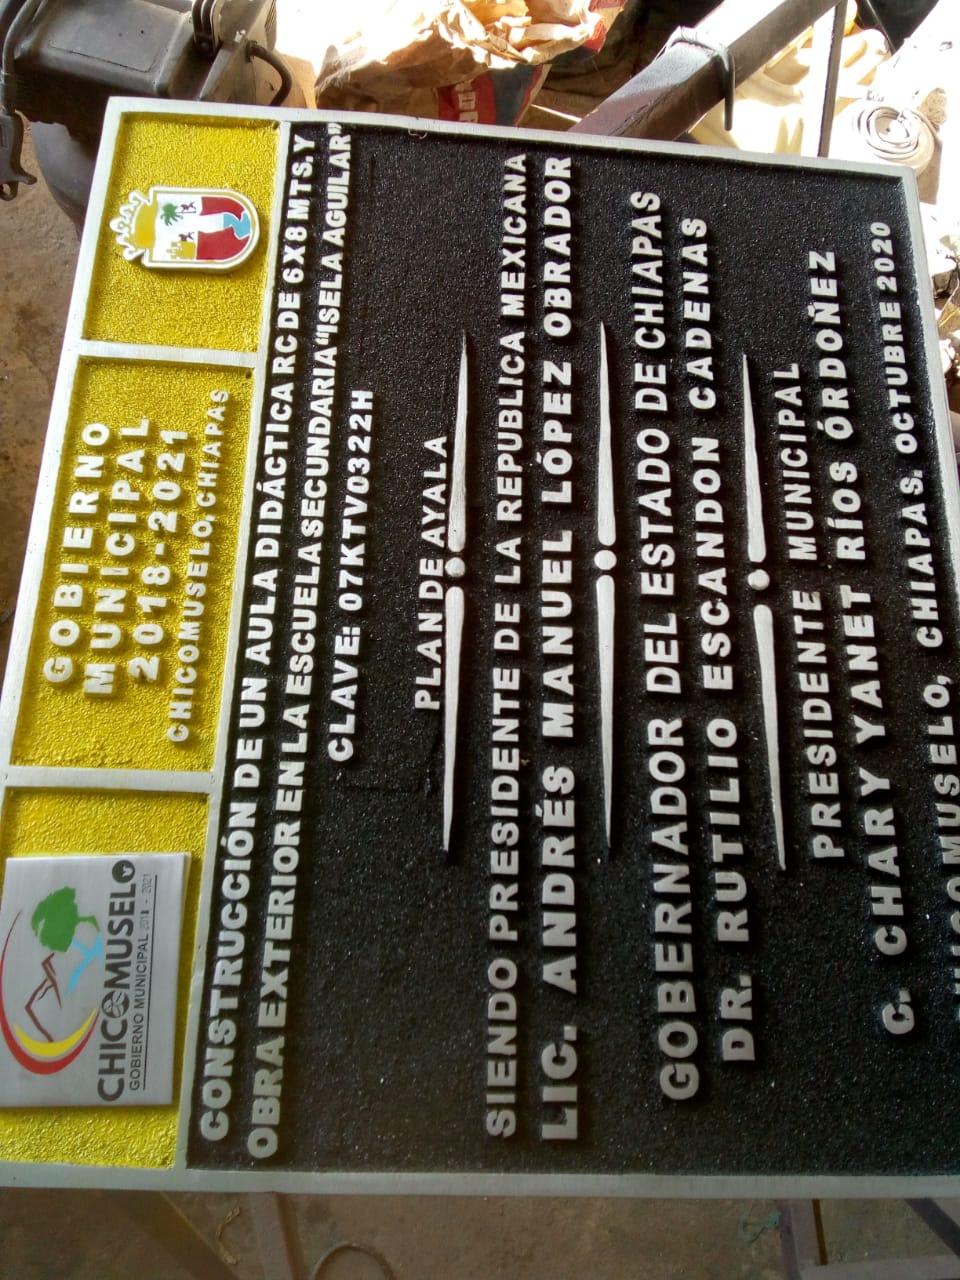 CHICOMUSELO
GOBIERNO MUNICIPAL 2018 - 2021
GOBIERNO
MUNICIPAL
2018-2021
CHICOMUSELO, CHIAPAS
CONSTRUCCIÓN DE UN AULA DIDÁCTICA RC DE 6X8 MTS. Y
OBRA EXTERIOR EN LA ESCUELA SECUNDARIA "ISELA AGUILAR"
CLAVE: 07KTV0322H
PLAN DE AYALA
SIENDO PRESIDENTE DE LA REPUBLICA MEXICANA
LIC. ANDRÉS MANUEL LÓPEZ OBRADOR
GOBERNADOR DEL ESTADO DE CHIAPAS
DR. RUTILIO ESCANDON CADENAS
PRESIDENTE MUNICIPAL
C. CHARY YANET RÍOS ÓRDOÑEZ
CHICOMUSELO, CHIAPAS. OCTUBRE 2020